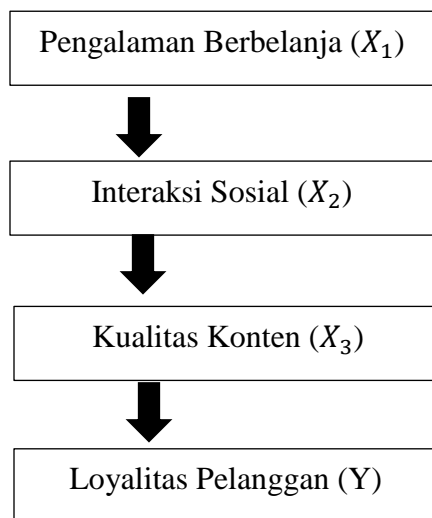 Pengalaman Berbelanja (𝑋₁)
Interaksi Sosial (𝑋₂)
Kualitas Konten (𝑋₃)
Loyalitas Pelanggan (Y)